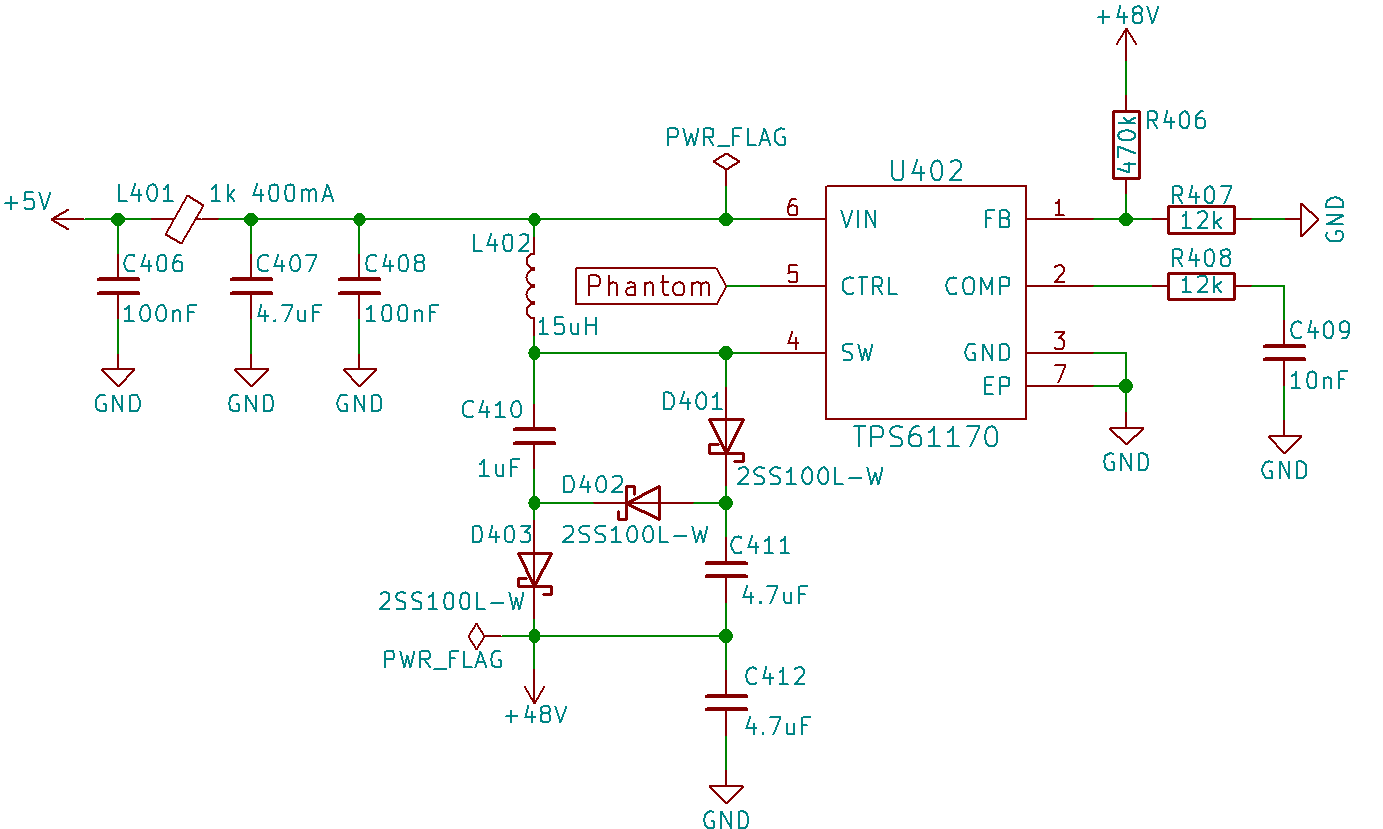 +48V
PWR_FLAG
470k
R406
U402
+5V
L401
1k 400mA
R407
6
VIN
FB
1
12k
GND
L402
C406
C407
C408
R408
Phantom
5
CTRL
COMP
2
12k
100nF
4.7uF
100nF
15uH
C409
4
SW
GND
3
EP
7
10nF
GND
GND
GND
C410
D401
TPS61170
GND
GND
1uF
D402
2SS100L-W
D403
2SS100L-W
C411
2SS100L-W
4.7uF
PWR_FLAG
C412
+48V
4.7uF
GND